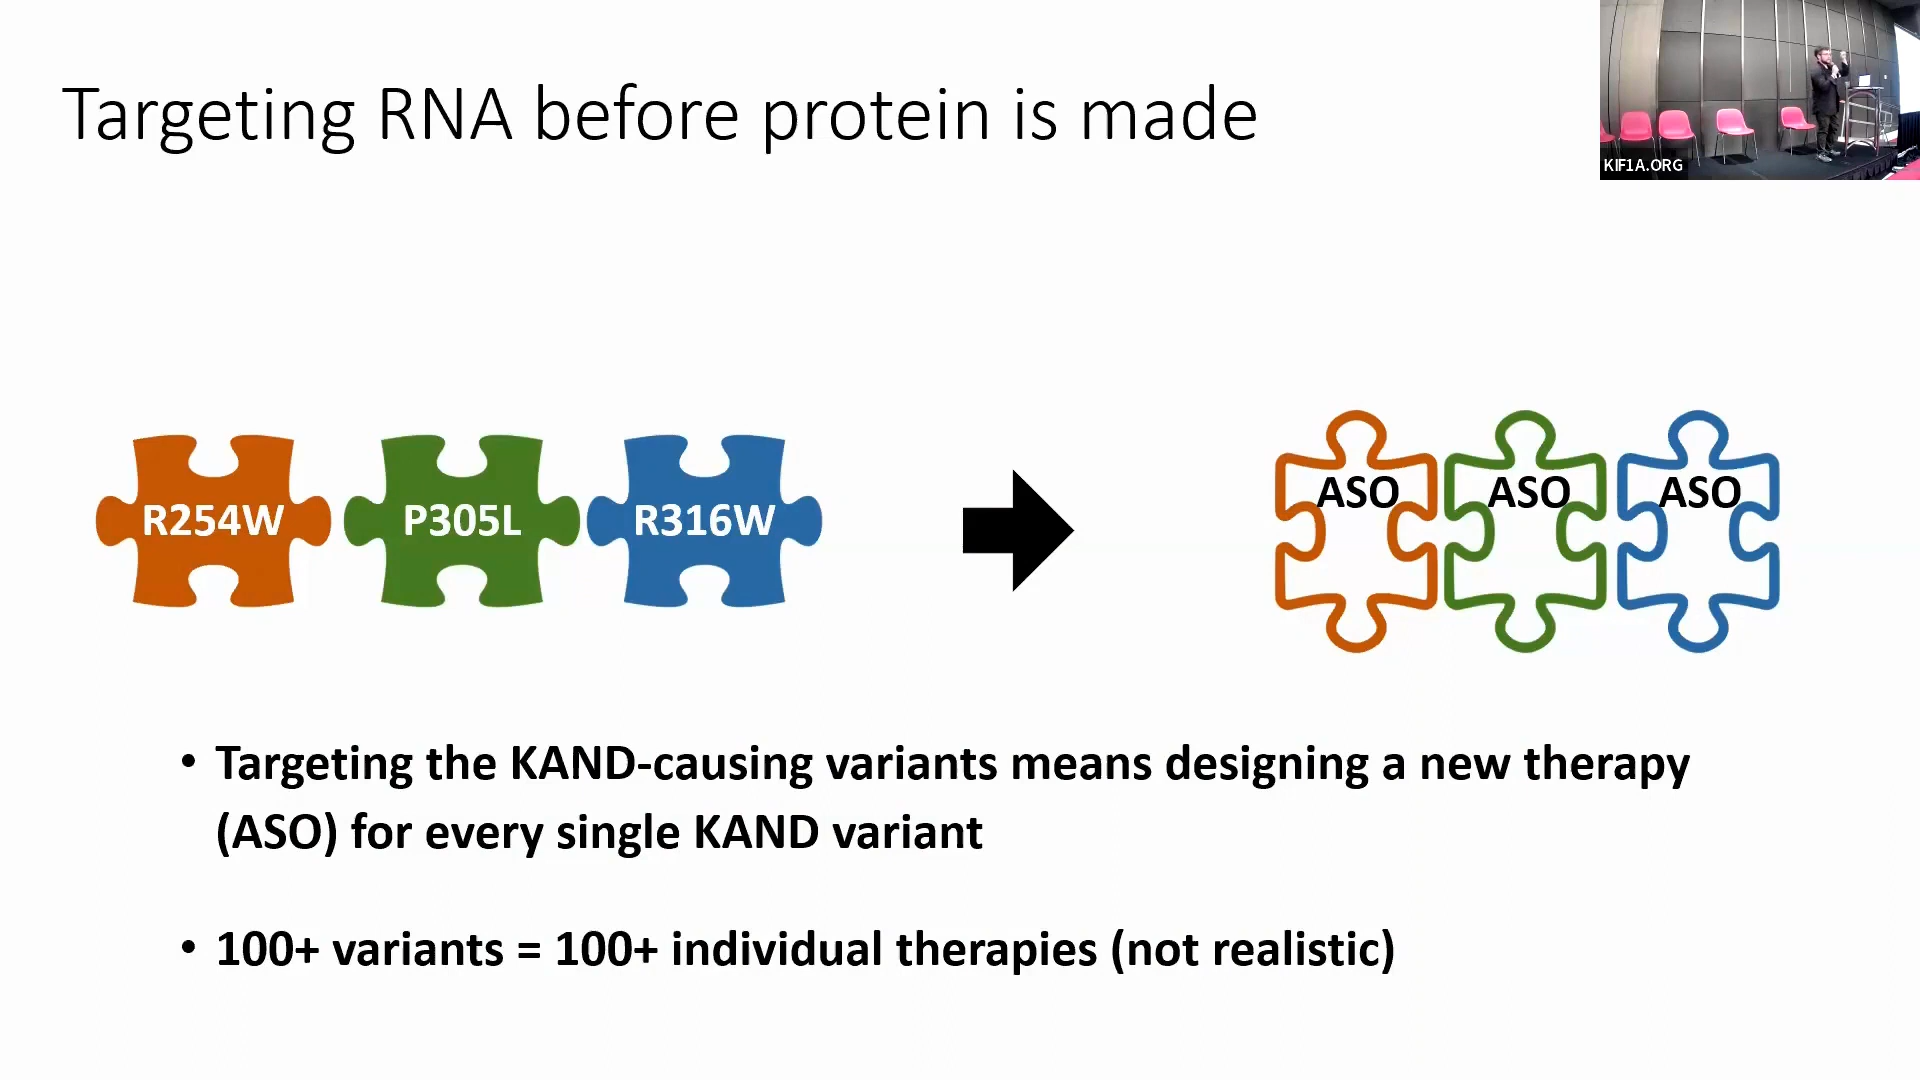 Targeting RNA before protein is made
KIF1A.ORG
R254W P305L R316W
ASO ASO ASO
• Targeting the KAND-causing variants means designing a new therapy
(ASO) for every single KAND variant
• 100+ variants = 100+ individual therapies (not realistic)